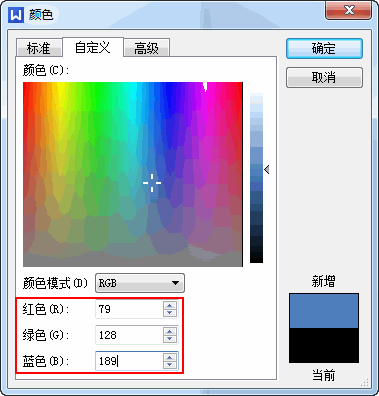 颜色
标准 自定义 高级
确定
取消
颜色(C):
颜色模式(D) RGB
红色(R): 79
绿色(G): 128
蓝色(B): 189
新增
当前